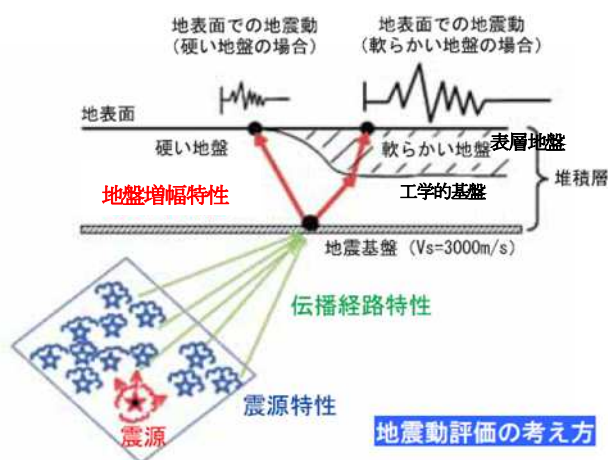 地表面での地震動
(硬い地盤の場合)
地表面での地震動
(軟らかい地盤の場合)
地表面
硬い地盤
軟らかい地盤
表層地盤
地盤増幅特性
工学的基盤
堆積層
地震基盤 (Vs=3000m/s)
伝播経路特性
震源特性
震源
地震動評価の考え方